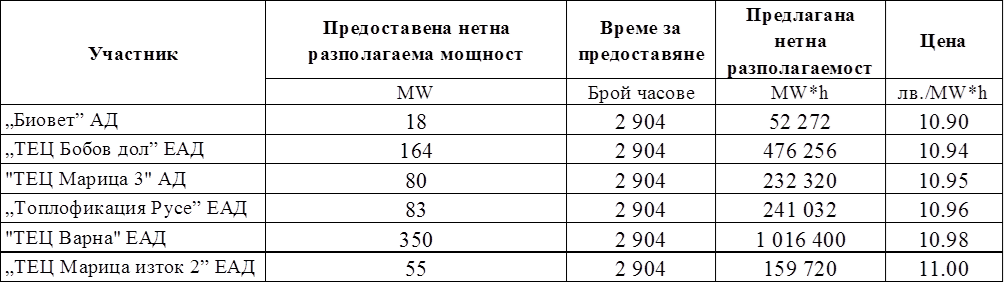 Участник Предоставена нетна разполагаема мощност Време за предоставяне Предлагана нетна разполагаемост Цена
MW Брой часове MW*h лв./MW*h
„Биовет” АД 18 2 904 52 272 10.90
„ТЕЦ Бобов дол” ЕАД 164 2 904 476 256 10.94
"ТЕЦ Марица 3" АД 80 2 904 232 320 10.95
„Топлофикация Русе” ЕАД 83 2 904 241 032 10.96
"ТЕЦ Варна" ЕАД 350 2 904 1 016 400 10.98
„ТЕЦ Марица изток 2” ЕАД 55 2 904 159 720 11.00